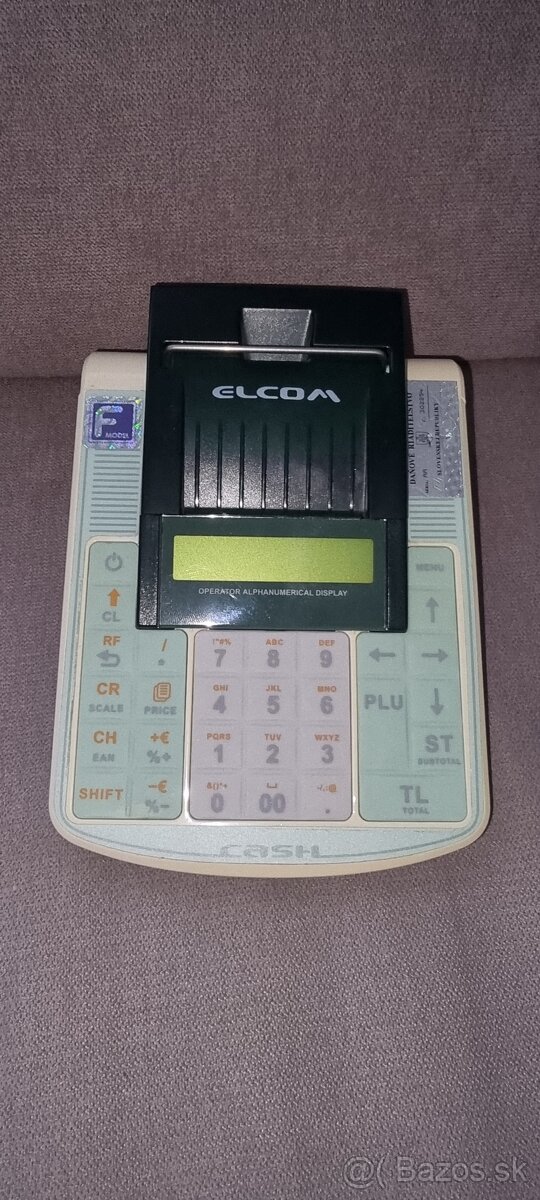 ELCOM
F
MODEL
DAŇOVÉ RIADITEĽSTVO
SLOVENSKEJ REPUBLIKY
OPERATOR ALPHANUMERICAL DISPLAY
MENU
CL
RF
/
!"#%
7
ABC
8
DEF
9
CR
SCALE
PRICE
GHI
4
JKL
5
MNO
6
PLU
CH
EAN
+€
%+
PQRS
1
TUV
2
WXYZ
3
ST
SUBTOTAL
SHIFT
-€
%-
0
00
.
TL
TOTAL
cash
@( Bazos.sk